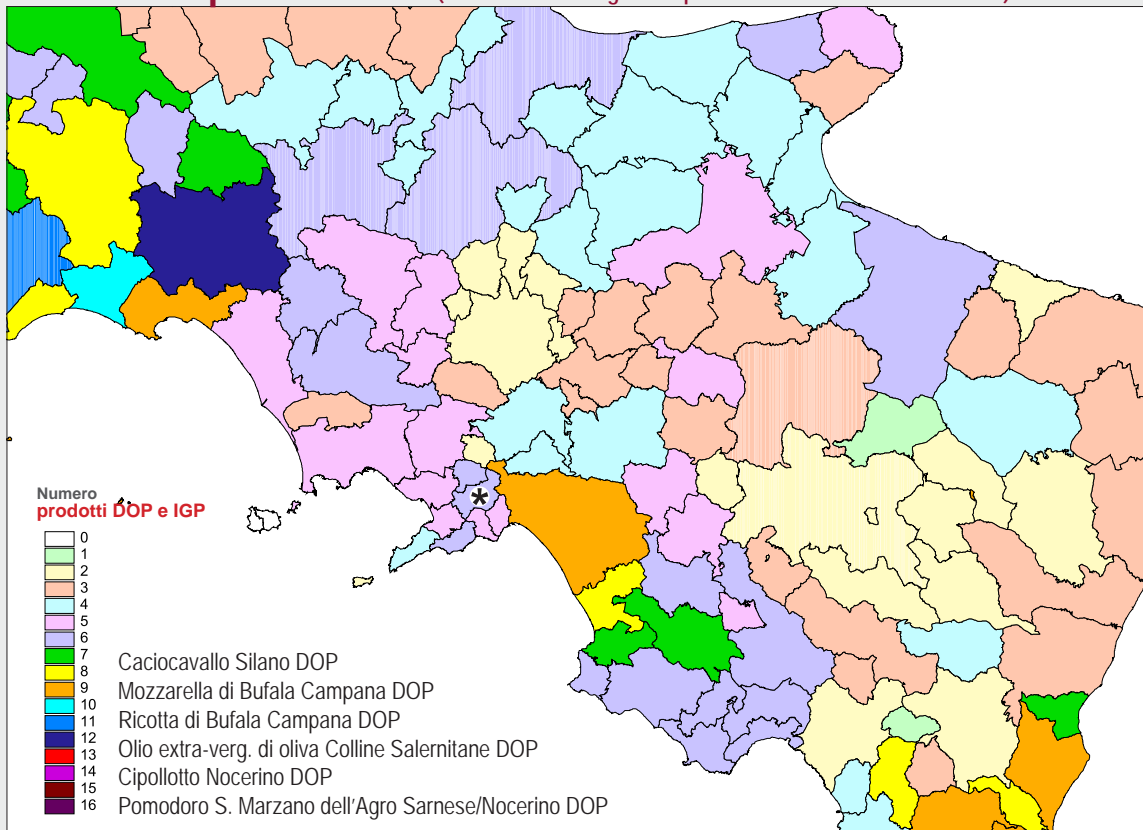 Numero
prodotti DOP e IGP
0
1
2
3
4
5
6
7
8
9
10
11
12
13
14
15
16
*
Caciocavallo Silano DOP
Mozzarella di Bufala Campana DOP
Ricotta di Bufala Campana DOP
Olio extra-verg. di oliva Colline Salernitane DOP
Cipollotto Nocerino DOP
Pomodoro S. Marzano dell'Agro Sarnese/Nocerino DOP